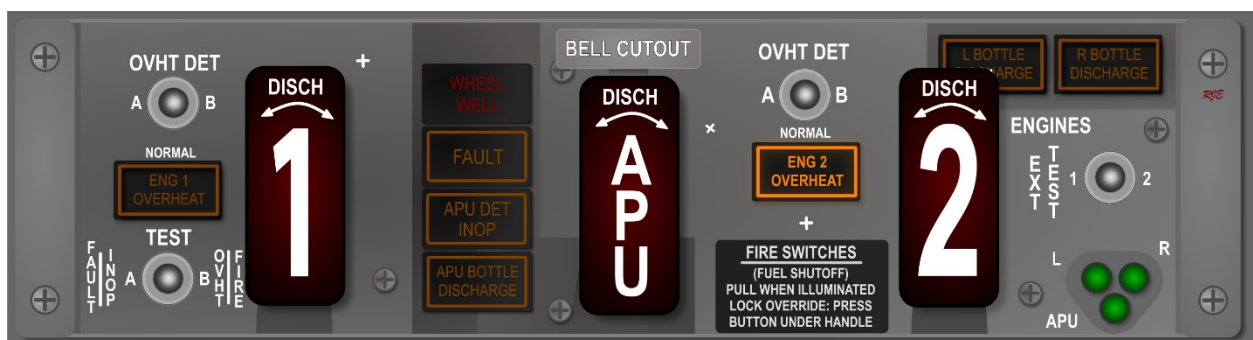 OVHT DET
A B
NORMAL
ENG 1
OVERHEAT
TEST
FAULT
INOP
A B
OVHT
FIRE
DISCH
1
WHEEL
WELL
FAULT
APU DET
INOP
APU BOTTLE
DISCHARGE
BELL CUTOUT
DISCH
APU
OVHT DET
A B
NORMAL
ENG 2
OVERHEAT
FIRE SWITCHES
(FUEL SHUTOFF)
PULL WHEN ILLUMINATED
LOCK OVERRIDE: PRESS
BUTTON UNDER HANDLE
DISCH
2
L BOTTLE
DISCHARGE
R BOTTLE
DISCHARGE
RJE
ENGINES
EXT
TEST
1 2
L
R
APU